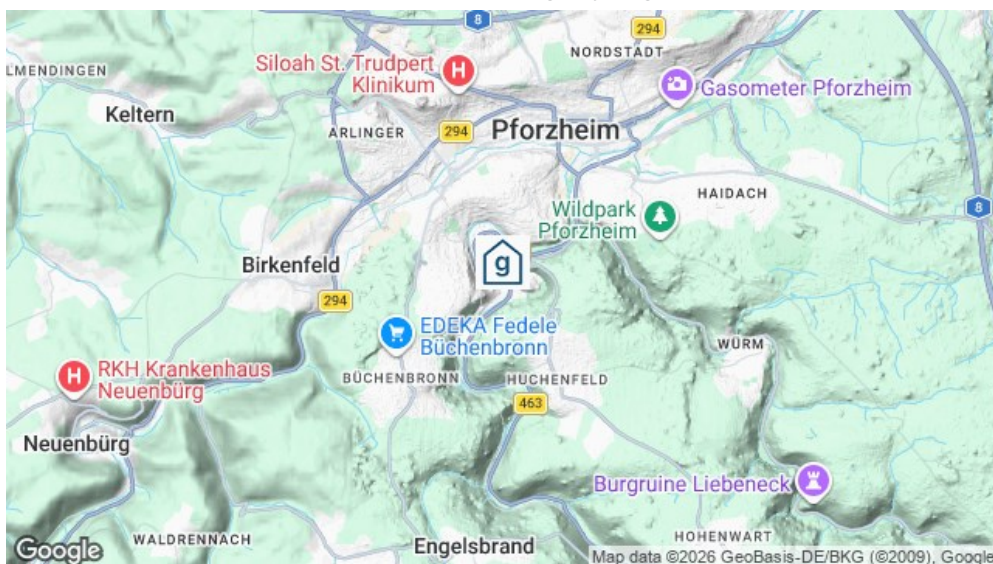 8
294
NORDSTADT
Siloah St. Trudpert
Klinikum
H
LMENDINGEN
Gasometer Pforzheim
Keltern
ARLINGER
294
Pforzheim
HAIDACH
Wildpark
Pforzheim
8
g
Birkenfeld
294
EDEKA Fedele
Büchenbronn
WÜRM
H
RKH Krankenhaus
Neuenbürg
BÜCHENBRONN
HUCHENFELD
463
Neuenbürg
Burgruine Liebeneck
WALDRENNACH
Engelsbrand
HOHENWART
Google
Map data ©2026 GeoBasis-DE/BKG (©2009), Google